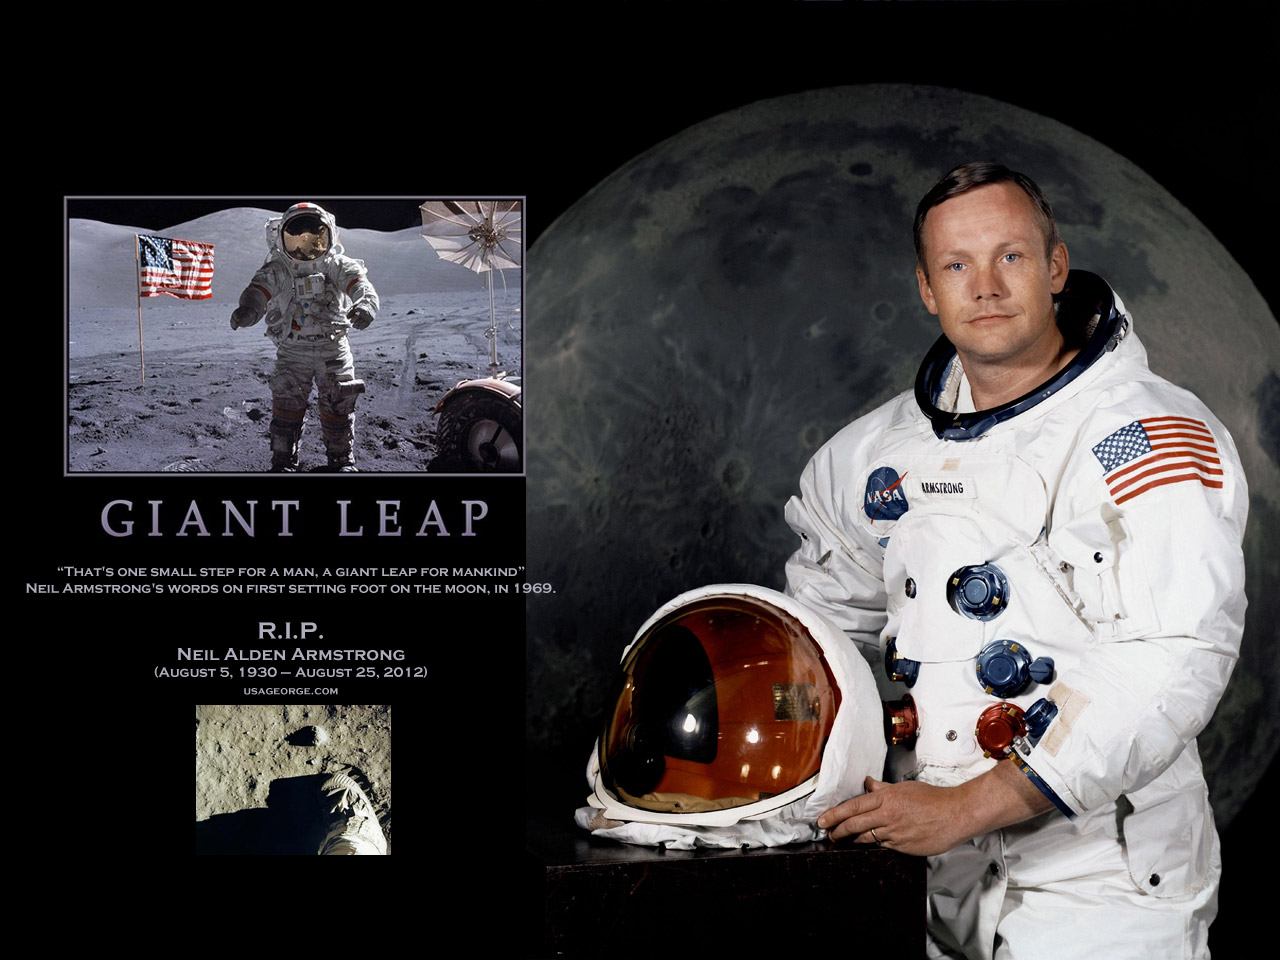 GIANT LEAP
“THAT'S ONE SMALL STEP FOR A MAN, A GIANT LEAP FOR MANKIND”
NEIL ARMSTRONG'S WORDS ON FIRST SETTING FOOT ON THE MOON, IN 1969.
R.I.P.
NEIL ALDEN ARMSTRONG
(AUGUST 5, 1930 – AUGUST 25, 2012)
USAGEORGE.COM
NASA
ARMSTRONG